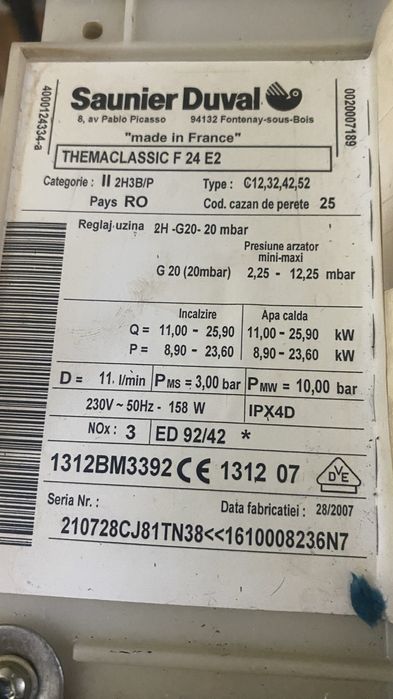 Saunier Duval
8, av Pablo Picasso 94132 Fontenay-sous-Bois
"made in France"
4000124334-a
0020007189
THEMACLASSIC F 24 E2
Categorie : II 2H3B/P Type : C12,32,42,52
Pays RO Cod. cazan de perete 25
Reglaj uzina 2H -G20- 20 mbar
Presiune arzator
mini-maxi
G 20 (20mbar) 2,25 - 12,25 mbar
Incalzire Apa calda
Q = 11,00 - 25,90 11,00 - 25,90 kW
P = 8,90 - 23,60 8,90 - 23,60 kW
D = 11. l/min PMS = 3,00 bar PMW = 10,00 bar
230V ~ 50Hz - 158 W IPX4D
NOx : 3 ED 92/42 *
1312BM3392 CE 1312 07 DVE
Seria Nr. : Data fabricatiei : 28/2007
210728CJ81TN38<<1610008236N7